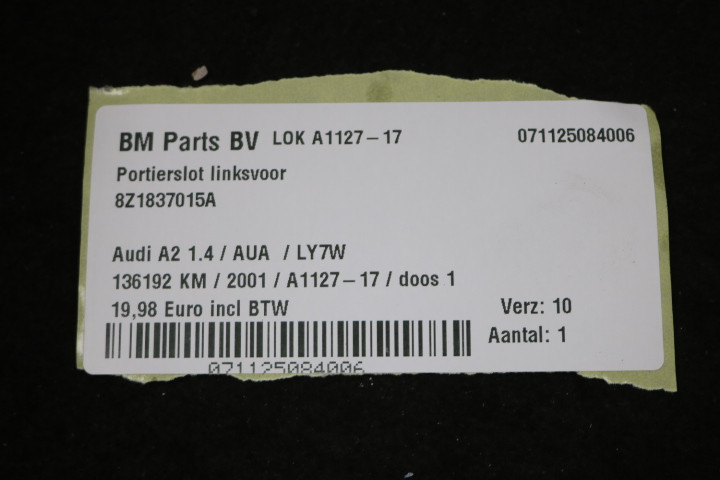 BM Parts BV LOK A1127-17 071125084006
Portierslot linksvoor
8Z1837015A
Audi A2 1.4 / AUA / LY7W
136192 KM / 2001 / A1127-17 / doos 1
19,98 Euro incl BTW Verz: 10
Aantal: 1
071125084006